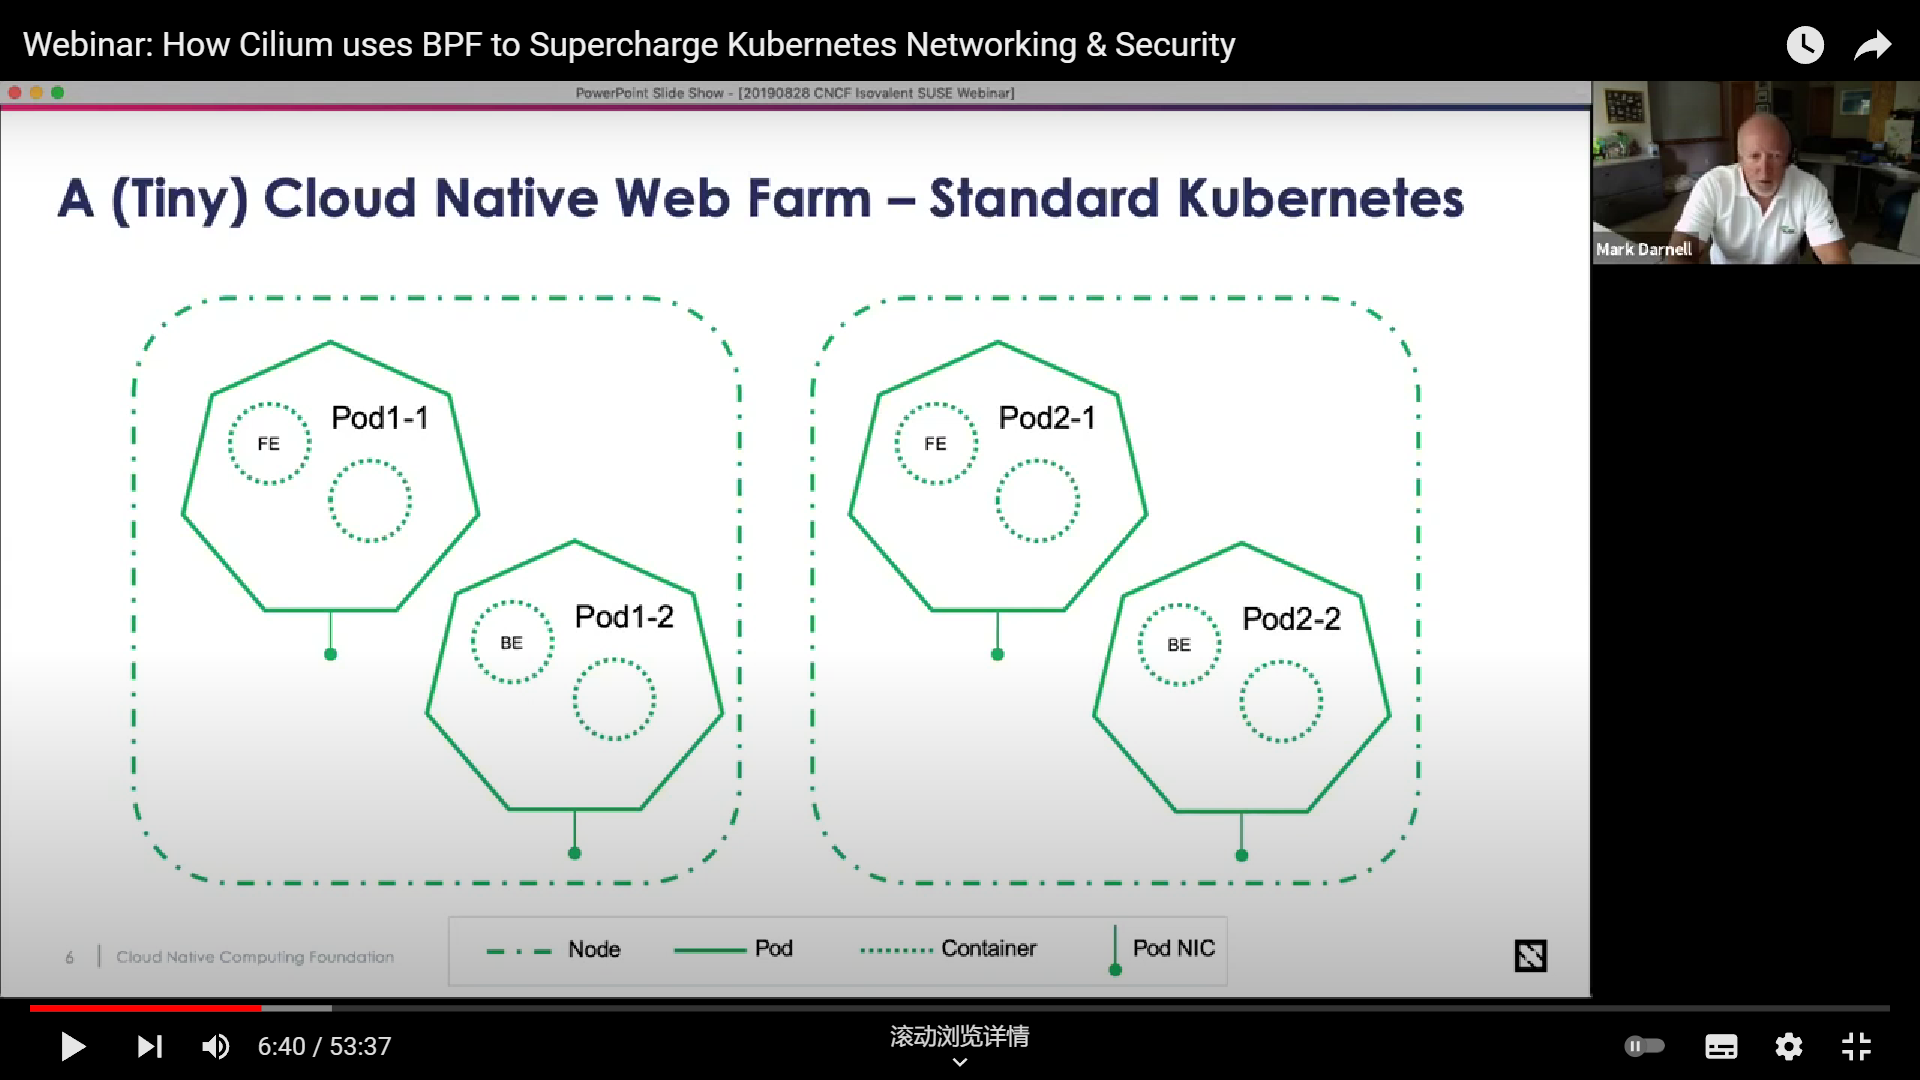 Webinar: How Cilium uses BPF to Supercharge Kubernetes Networking & Security
PowerPoint Slide Show - [20190828 CNCF Isovalent SUSE Webinar]
A (Tiny) Cloud Native Web Farm – Standard Kubernetes
Mark Darnell
Pod1-1
FE
Pod1-2
BE
Pod2-1
FE
Pod2-2
BE
Node
Pod
Container
Pod NIC
6
Cloud Native Computing Foundation
6:40 / 53:37
滚动浏览详情